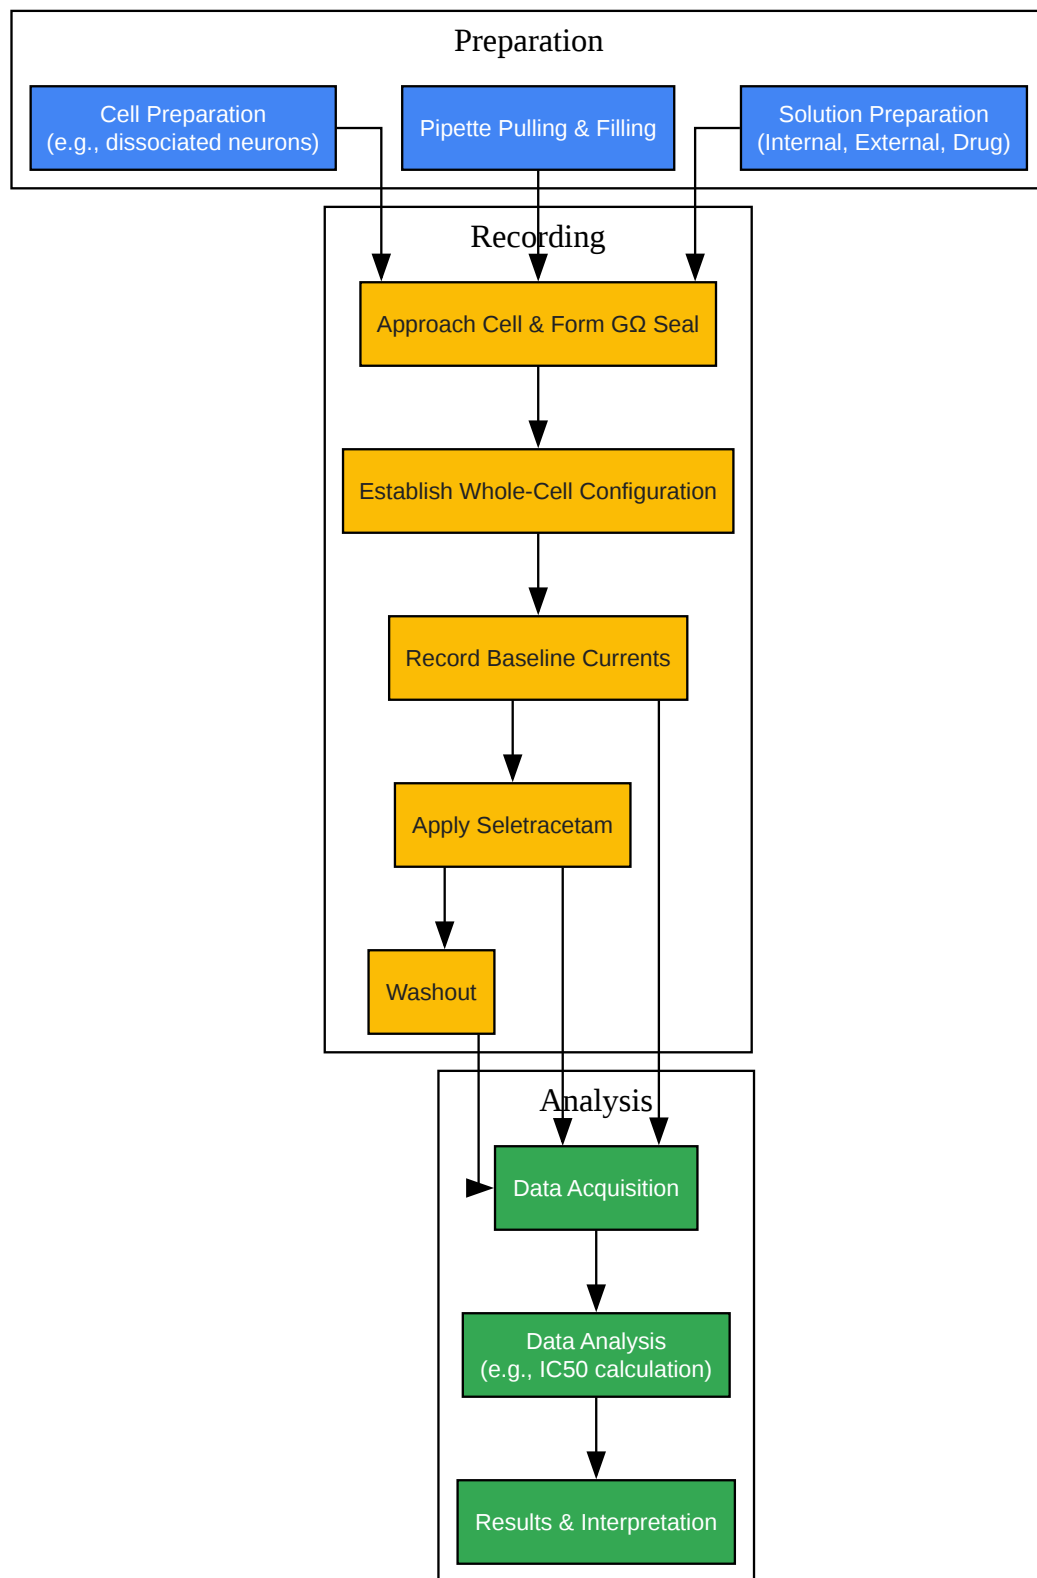 Preparation
Cell Preparation
(e.g., dissociated neurons)
Pipette Pulling & Filling
Solution Preparation
(Internal, External, Drug)
Recording
Approach Cell & Form GΩ Seal
Establish Whole-Cell Configuration
Record Baseline Currents
Apply Seletracetam
Washout
Analysis
Data Acquisition
Data Analysis
(e.g., IC50 calculation)
Results & Interpretation